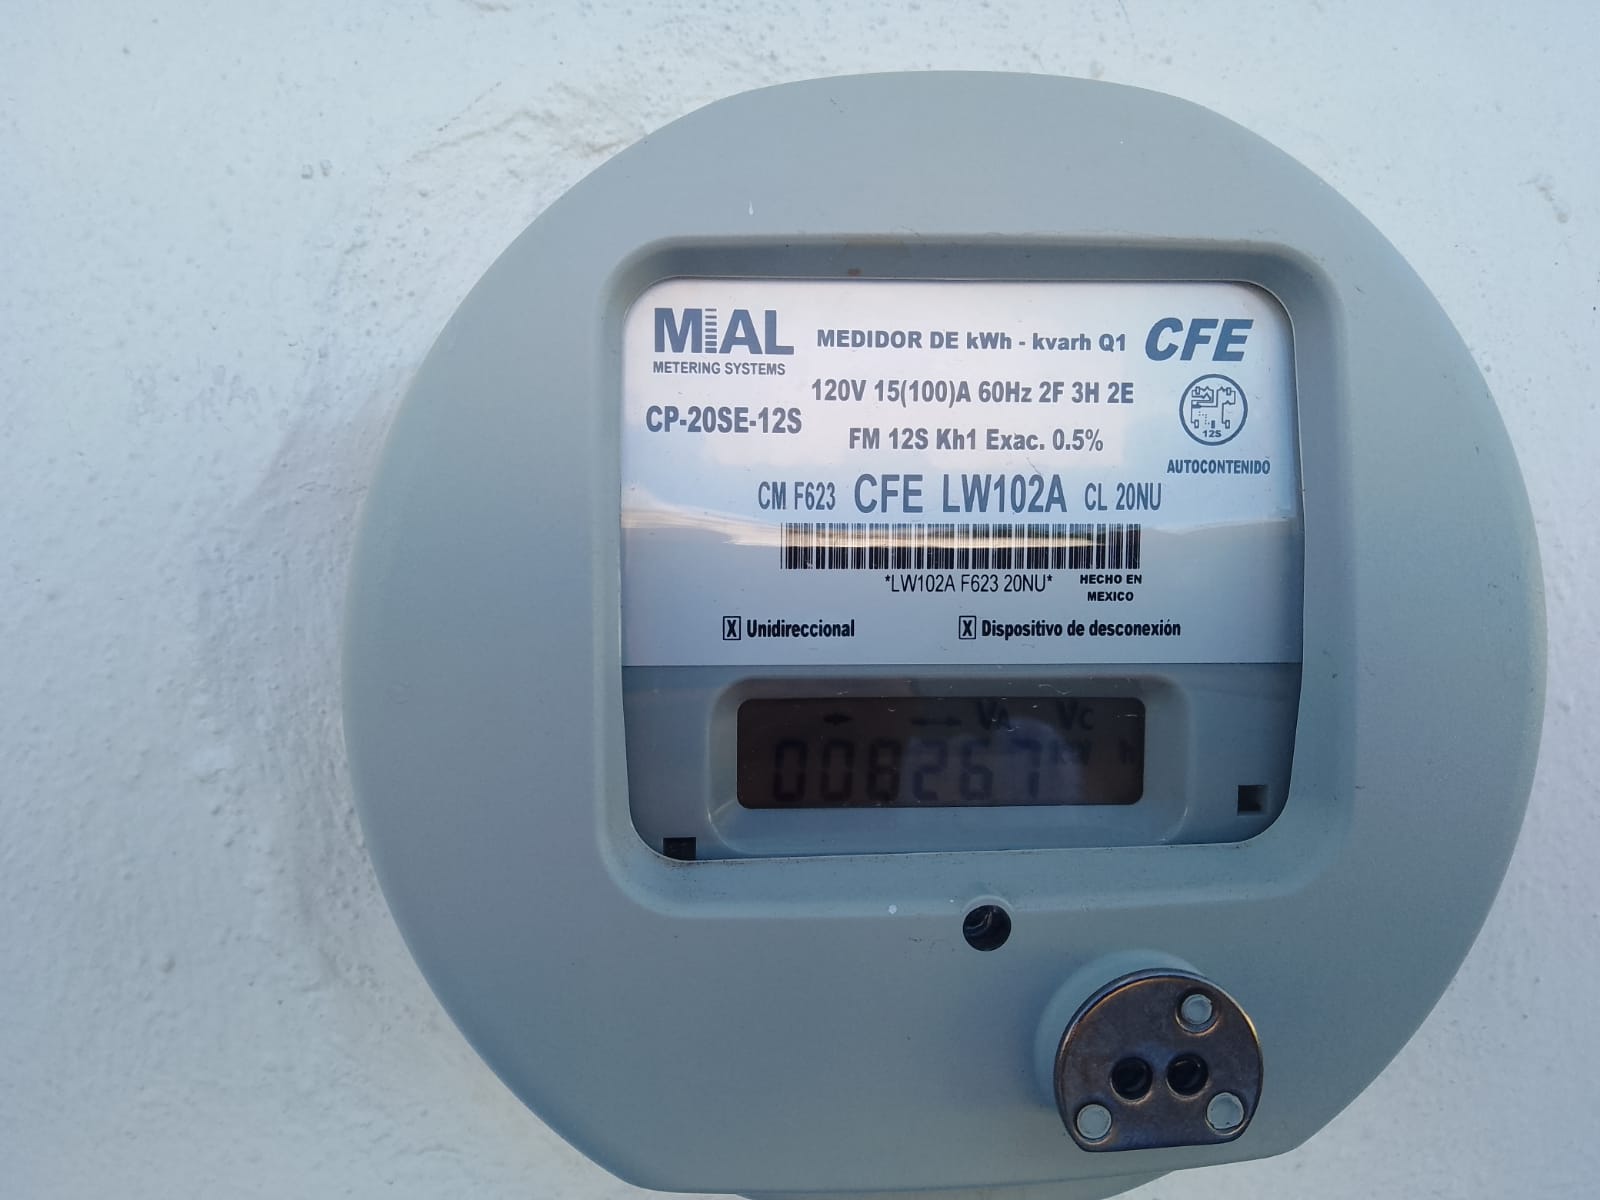 MIAL
METERING SYSTEMS
MEDIDOR DE kWh - kvarh Q1
CFE
120V 15(100)A 60Hz 2F 3H 2E
CP-20SE-12S
FM 12S Kh1 Exac. 0.5%
12S
AUTOCONTENIDO
CM F623 CFE LW102A CL 20NU
*LW102A F623 20NU*
HECHO EN
MEXICO
X Unidireccional
X Dispositivo de desconexión
VA VC
008267